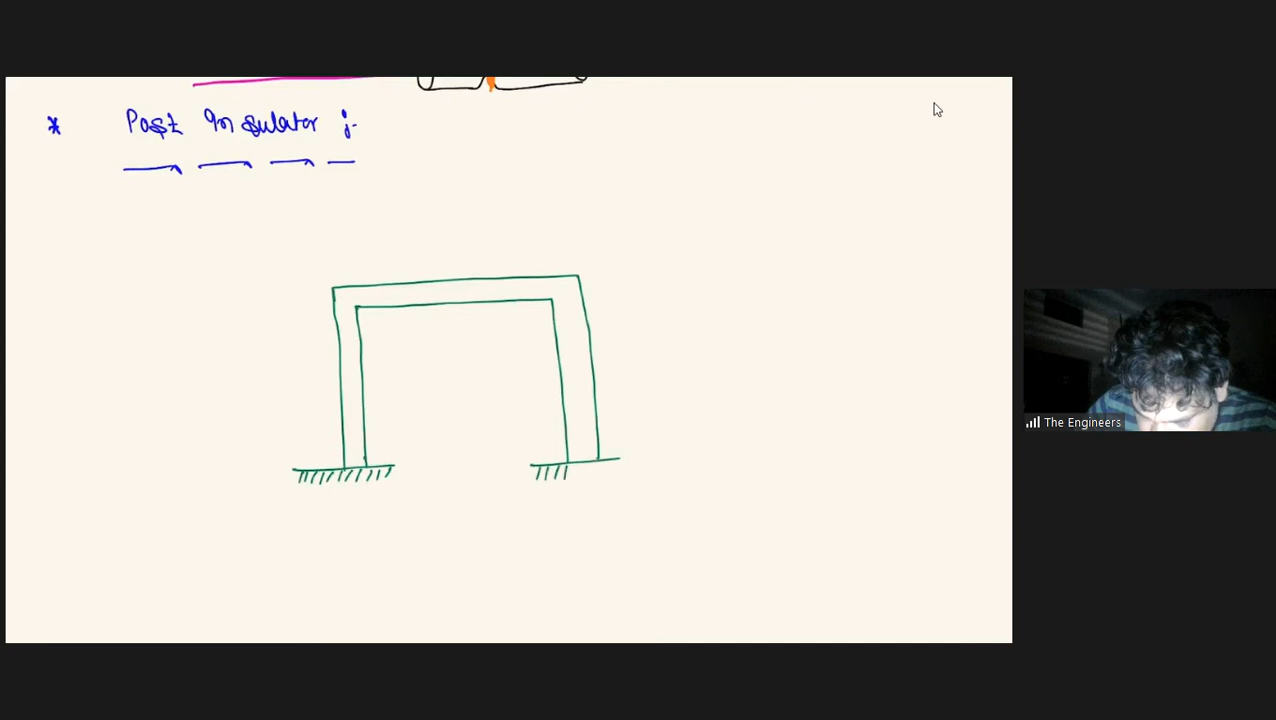 * Post Insulator :-
The Engineers